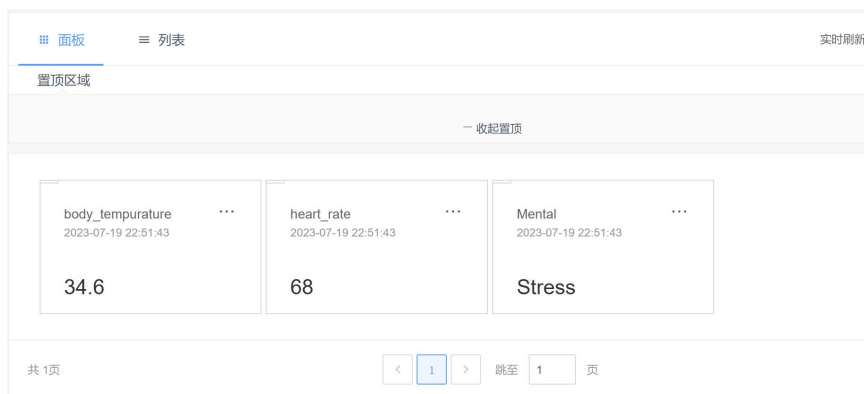 面板 列表 实时刷新
置顶区域
收起置顶
body_tempurature ... heart_rate ... Mental ...
2023-07-19 22:51:43 2023-07-19 22:51:43 2023-07-19 22:51:43
34.6 68 Stress
共 1页 < 1 > 跳至 1 页